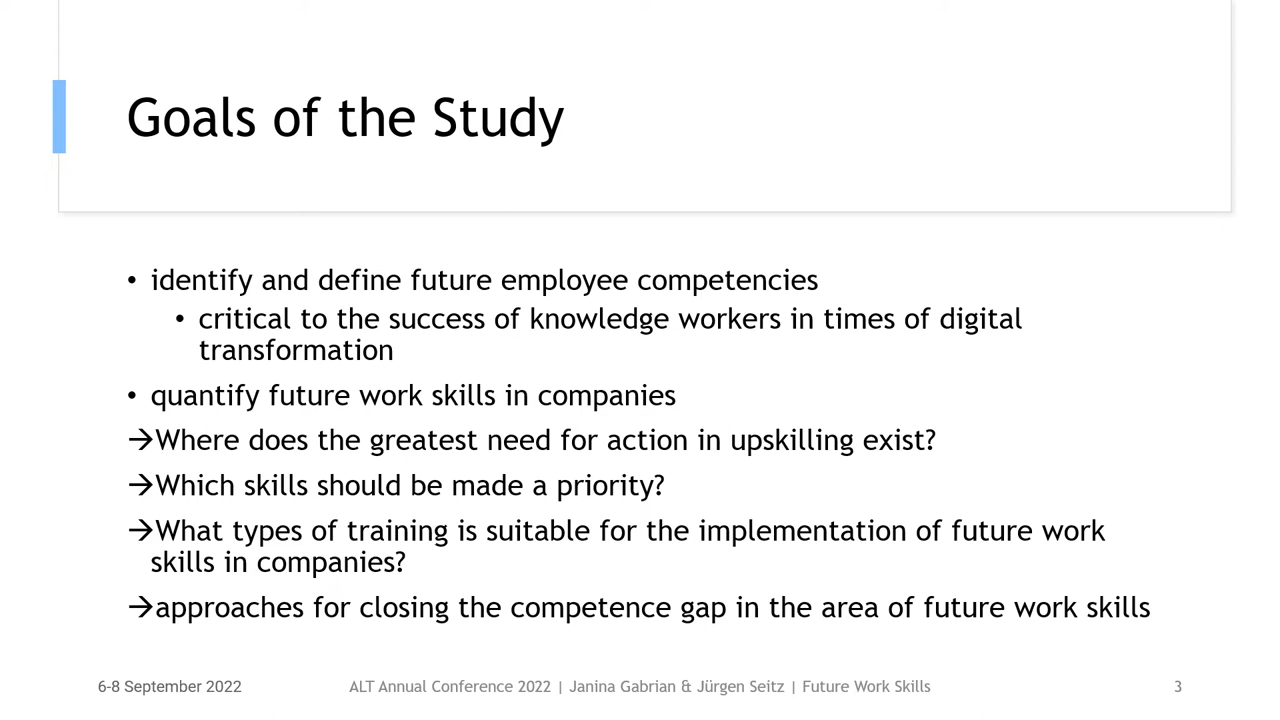 Goals of the Study
• identify and define future employee competencies
• critical to the success of knowledge workers in times of digital
transformation
• quantify future work skills in companies
→Where does the greatest need for action in upskilling exist?
→Which skills should be made a priority?
→What types of training is suitable for the implementation of future work
skills in companies?
→approaches for closing the competence gap in the area of future work skills
6-8 September 2022 ALT Annual Conference 2022 | Janina Gabrian & Jürgen Seitz | Future Work Skills 3